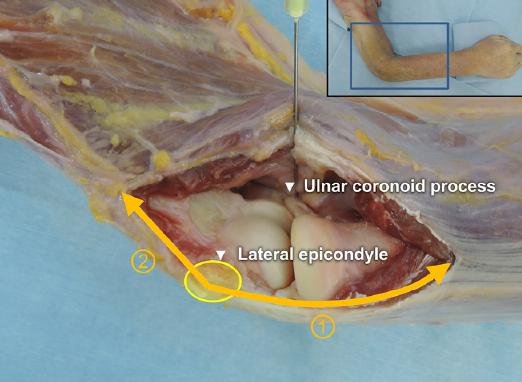 ▼ Ulnar coronoid process
▼ Lateral epicondyle
②
①